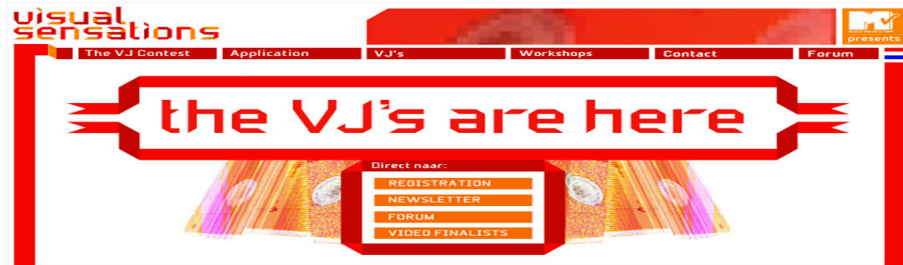 visual
sensations
presents
The VJ Contest Application VJ's Workshops Contact Forum
the VJ's are here
Direct naar:
REGISTRATION
NEWSLETTER
FORUM
VIDEO FINALISTS